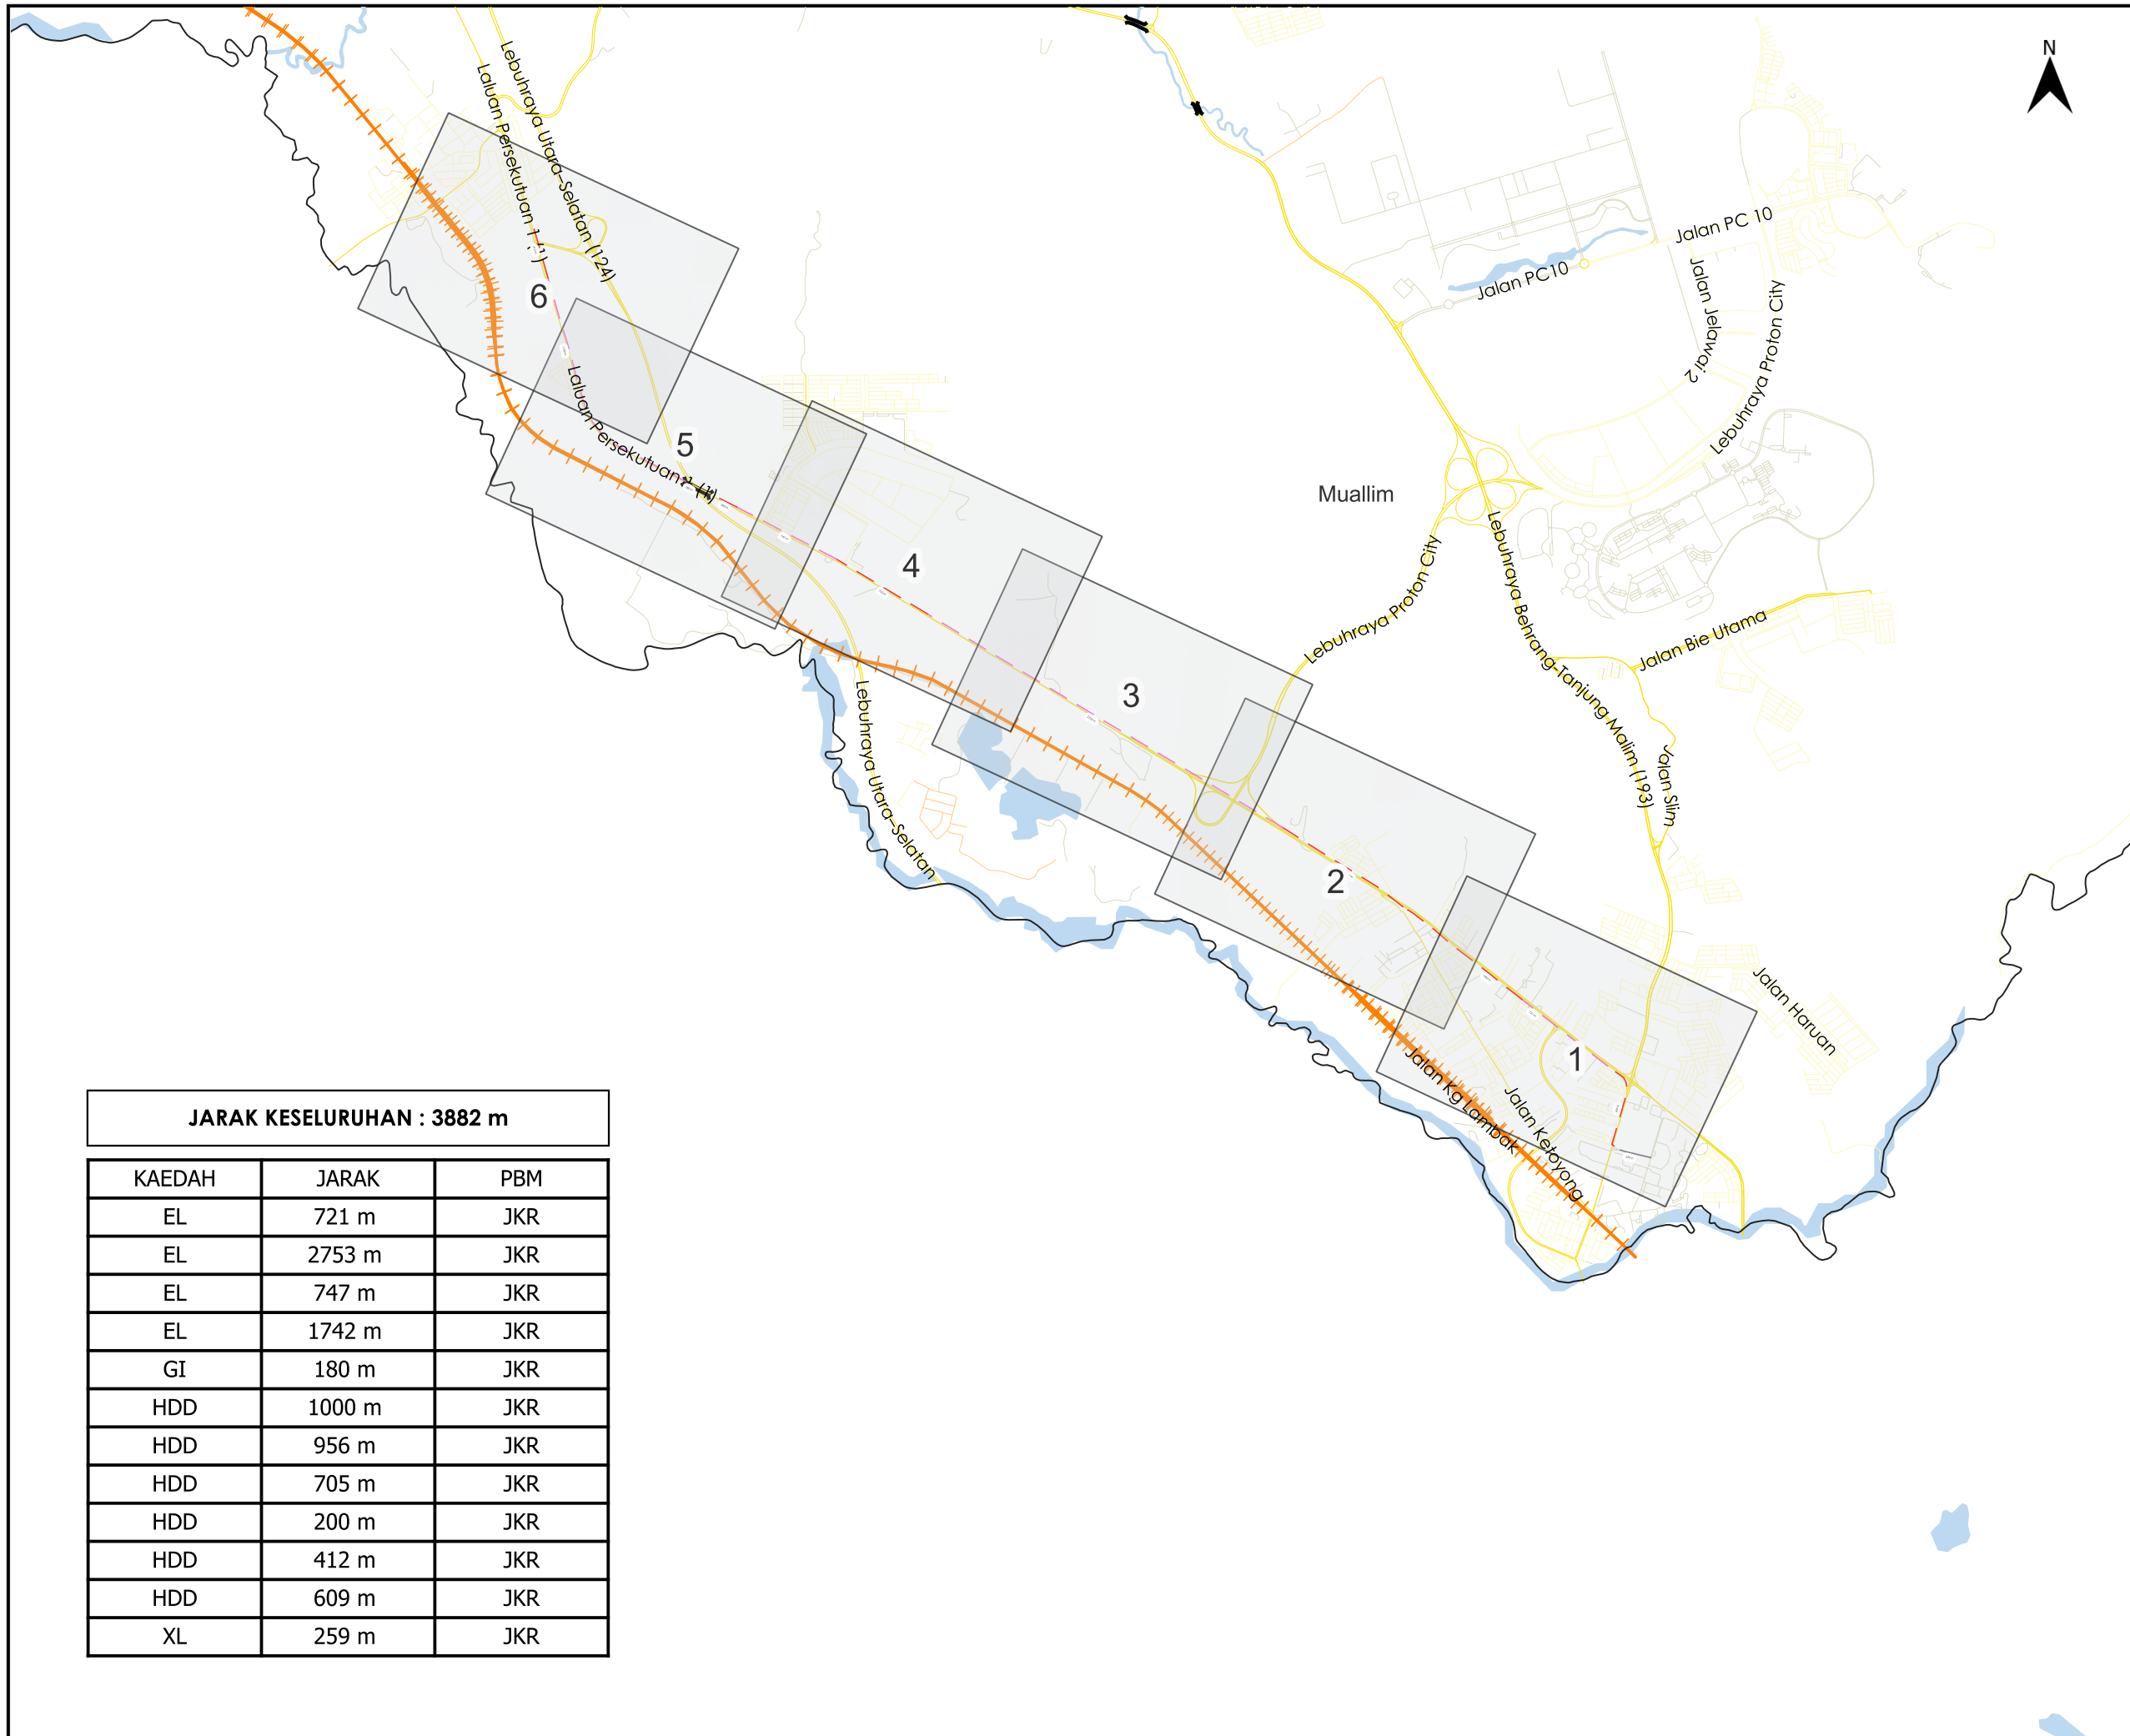 N
Lebuhraya Utara-Selatan (124)
Laluan Persekutuan 1 (1)
Jalan PC 10
Jalan PC10
Jalan Jelawai 2
Lebuhraya Proton City
6
Laluan Persekutuan 1 (1)
5
Muallim
4
Lebuhraya Proton City
Lebuhraya Behrang-Tanjung Malim (193)
Jalan Bie Utama
3
Lebuhraya Utara-Selatan
Jalan Slim
2
Jalan Haruan
1
Jalan Kg Lambak
Jalan Ketoyong
JARAK KESELURUHAN : 3882 m
KAEDAH JARAK PBM
EL 721 m JKR
EL 2753 m JKR
EL 747 m JKR
EL 1742 m JKR
GI 180 m JKR
HDD 1000 m JKR
HDD 956 m JKR
HDD 705 m JKR
HDD 200 m JKR
HDD 412 m JKR
HDD 609 m JKR
XL 259 m JKR